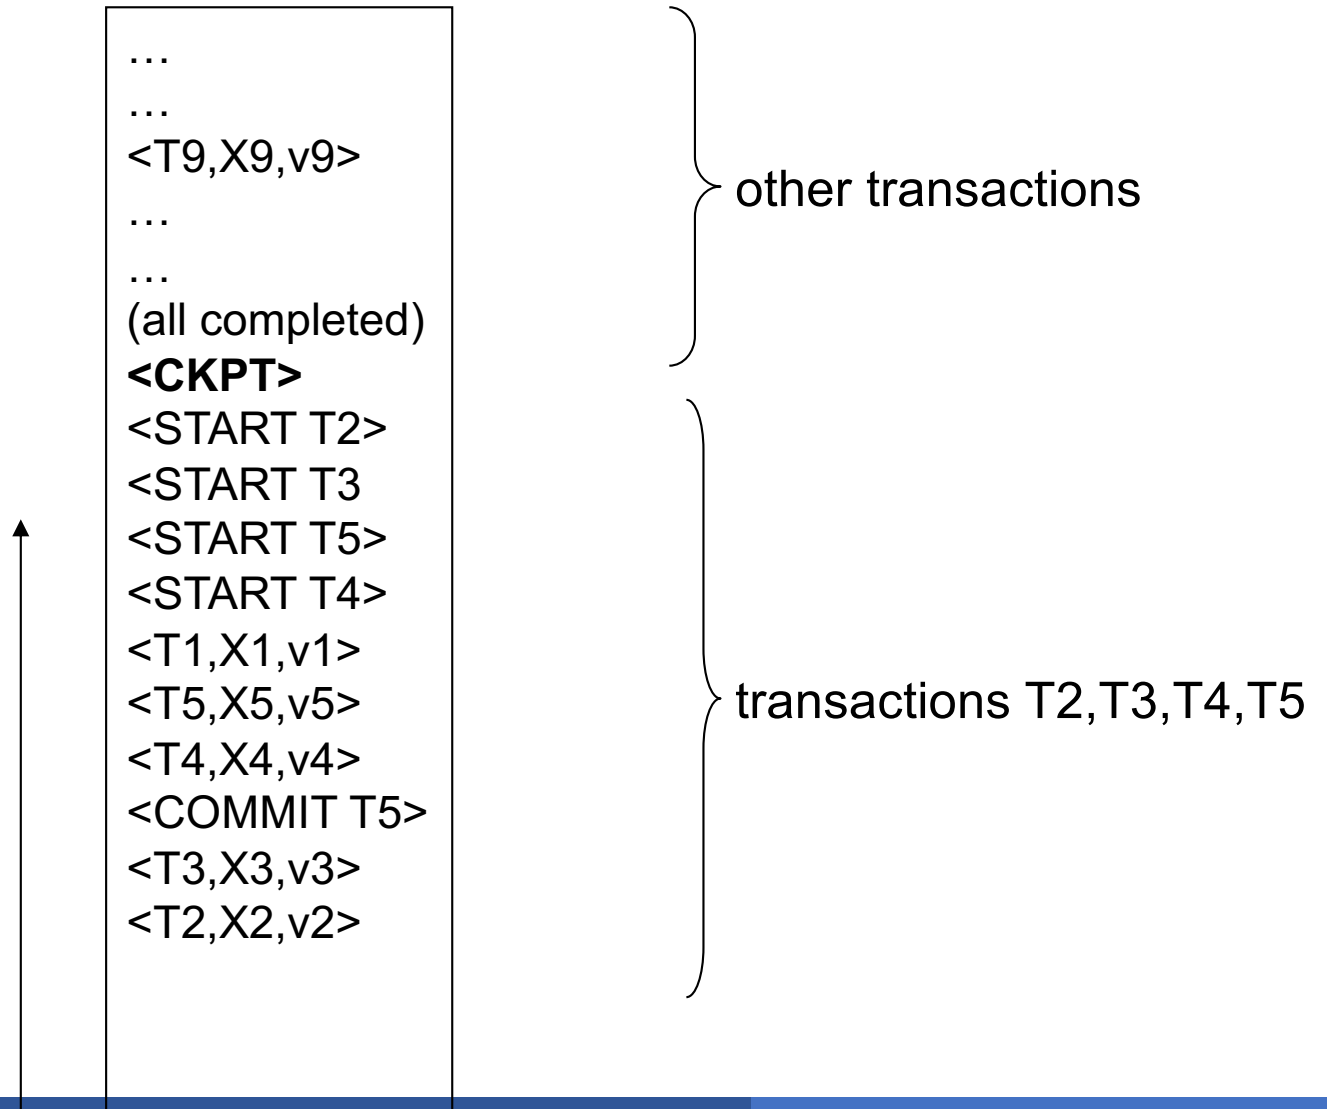 …
…
<T9,X9,v9>
…
…
(all completed)
<CKPT>
<START T2>
<START T3
<START T5>
<START T4>
<T1,X1,v1>
<T5,X5,v5>
<T4,X4,v4>
<COMMIT T5>
<T3,X3,v3>
<T2,X2,v2>
other transactions
transactions T2,T3,T4,T5